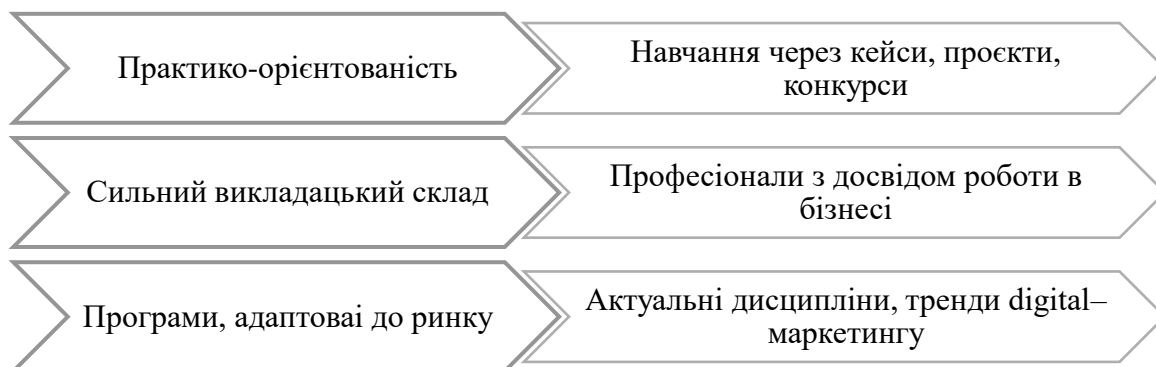 Практико-орієнтованість
Навчання через кейси, проєкти,
конкурси
Сильний викладацький склад
Професіонали з досвідом роботи в
бізнесі
Програми, адаптоваі до ринку
Актуальні дисципліни, тренди digital–
маркетингу